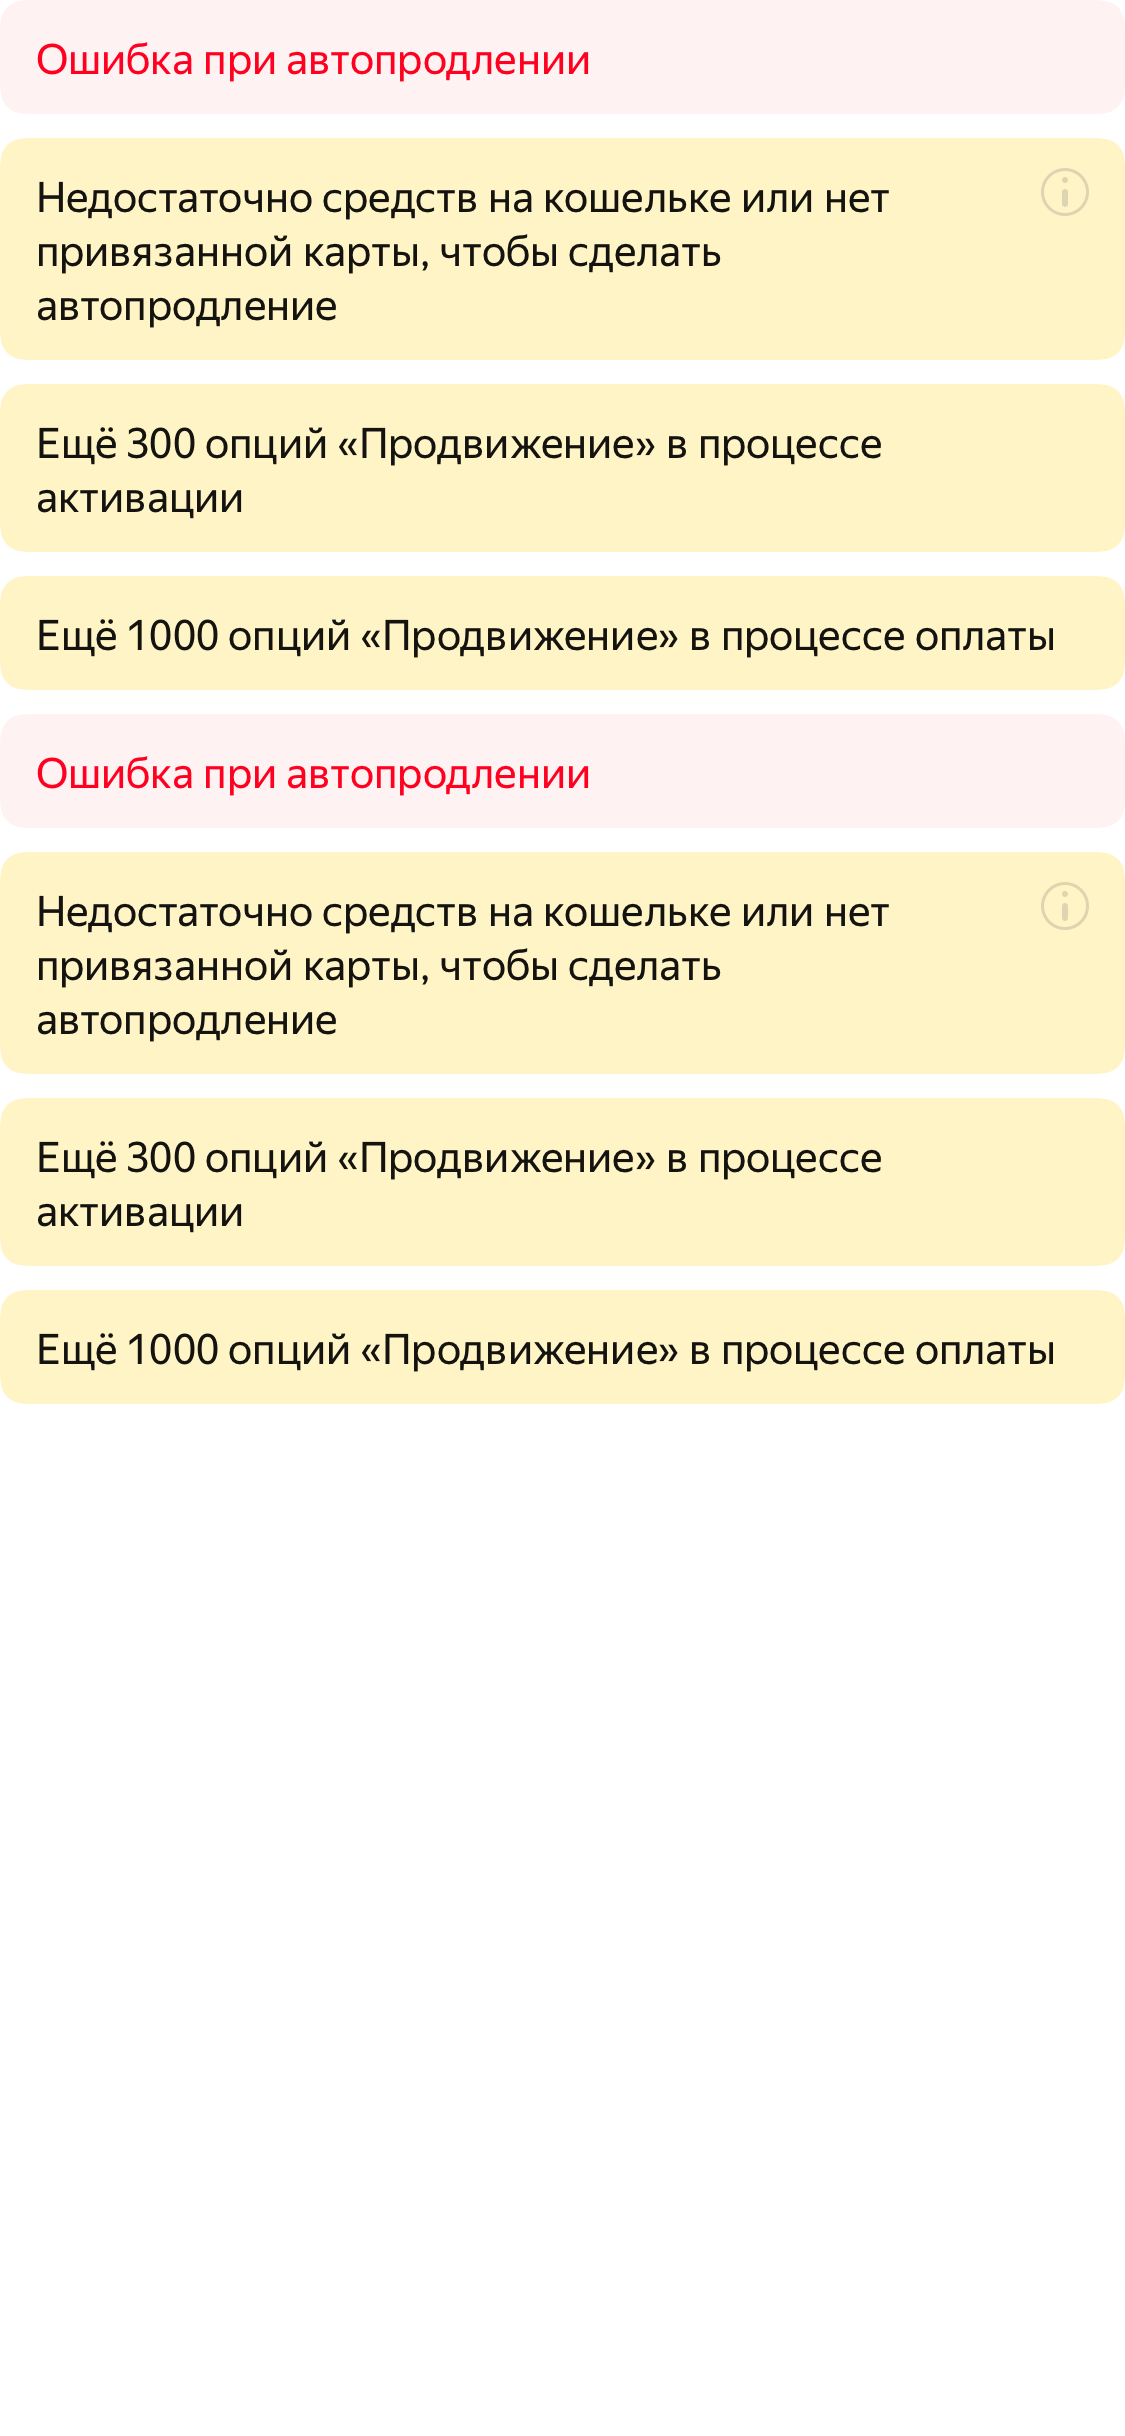 Ошибка при автопродлении
Недостаточно средств на кошельке или нет
привязанной карты, чтобы сделать
автопродление
Ещё 300 опций «Продвижение» в процессе
активации
Ещё 1000 опций «Продвижение» в процессе оплаты
Ошибка при автопродлении
Недостаточно средств на кошельке или нет
привязанной карты, чтобы сделать
автопродление
Ещё 300 опций «Продвижение» в процессе
активации
Ещё 1000 опций «Продвижение» в процессе оплаты